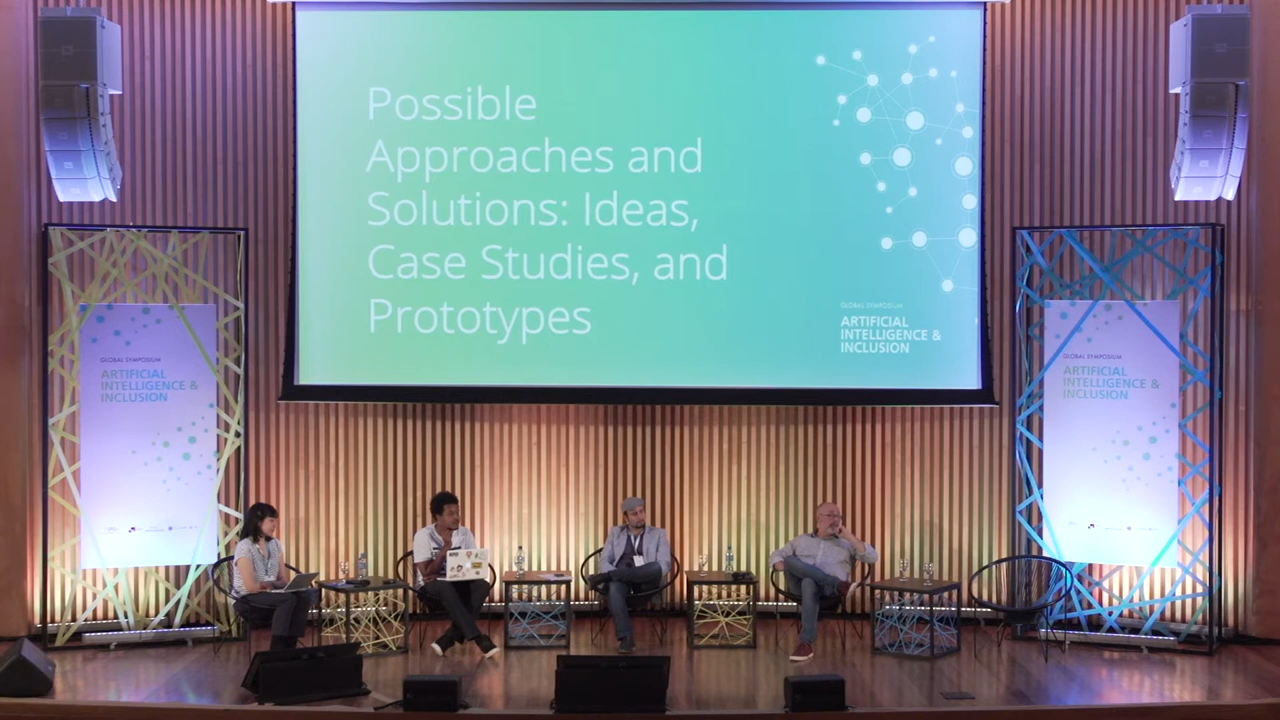 Possible
Approaches and
Solutions: Ideas,
Case Studies, and
Prototypes
GLOBAL SYMPOSIUM
ARTIFICIAL
INTELLIGENCE &
INCLUSION
GLOBAL SYMPOSIUM
ARTIFICIAL
INTELLIGENCE &
INCLUSION
GLOBAL SYMPOSIUM
ARTIFICIAL
INTELLIGENCE &
INCLUSION